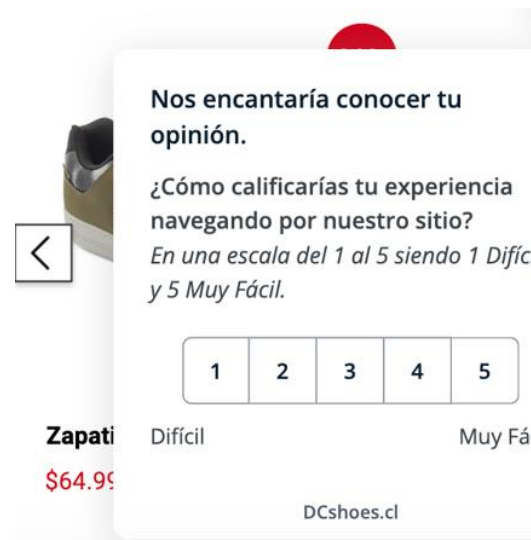 Nos encantaría conocer tu
opinión.
¿Cómo calificarías tu experiencia
navegando por nuestro sitio?
En una escala del 1 al 5 siendo 1 Difíc
y 5 Muy Fácil.
1 2 3 4 5
Difícil Muy Fá
Zapati
$64.99
DCshoes.cl